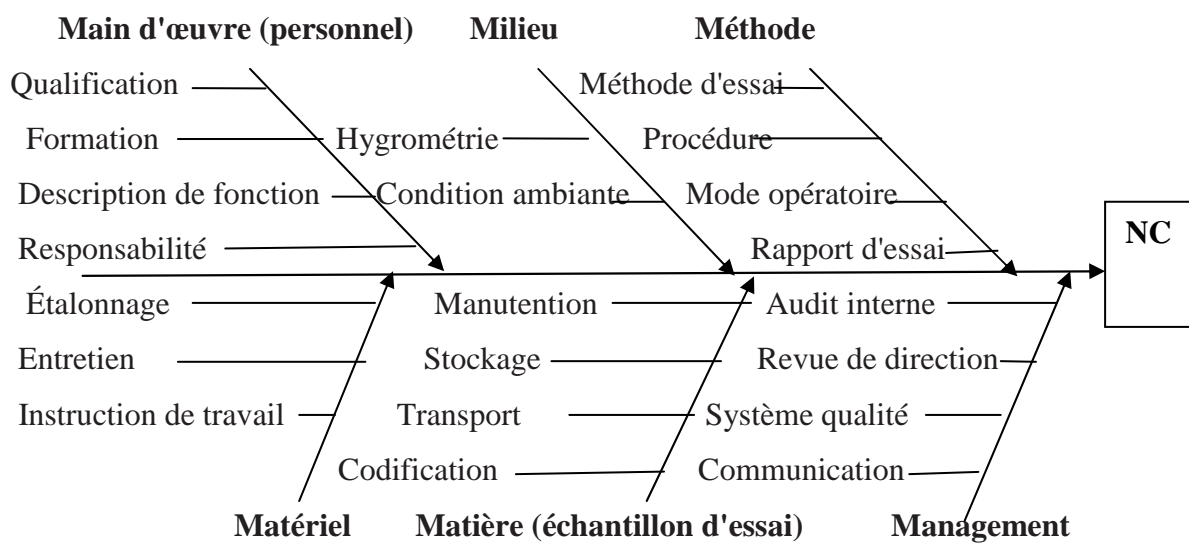 Main d'œuvre (personnel) Milieu Méthode
Qualification Méthode d'essai
Formation Hygrométrie Procédure
Description de fonction Condition ambiante Mode opératoire
Responsabilité Rapport d'essai NC
Étalonnage Manutention Audit interne
Entretien Stockage Revue de direction
Instruction de travail Transport Système qualité
Codification Communication
Matériel Matière (échantillon d'essai) Management